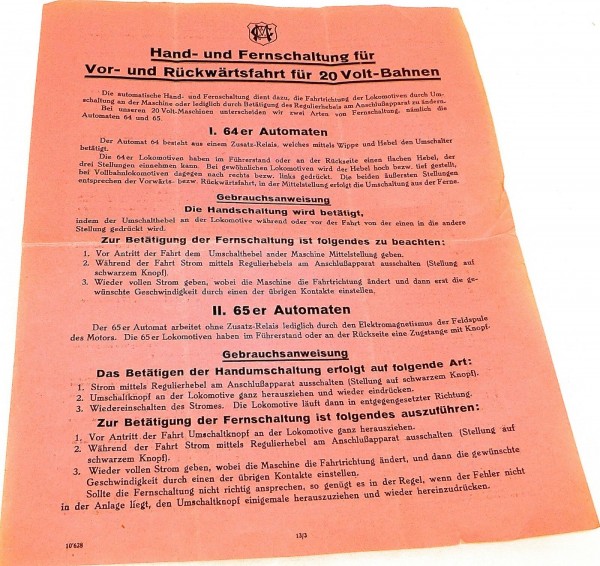 Hand- und Fernschaltung für
Vor- und Rückwärtsfahrt für 20 Volt-Bahnen
Die automatische Hand- und Fernschaltung dient dazu, die Fahrtrichtung der Lokomotiven durch Um-
schaltung an der Maschine oder lediglich durch Betätigung des Regulierhebels am Anschlußapparat zu ändern.
Bei unseren 20 Volt-Maschinen unterscheiden wir zwei Arten von Fernschaltung, nämlich die
Automaten 64 und 65.
I. 64er Automaten
Der Automat 64 besteht aus einem Zusatz-Relais, welches mittels Wippe und Hebel den Umschalter
betätigt.
Die 64er Lokomotiven haben im Führerstand oder an der Rückseite einen flachen Hebel, der
drei Stellungen einnehmen kann. Bei gewöhnlichen Lokomotiven wird der Hebel hoch bezw. tief gestellt,
bei Vollbahnlokomotiven dagegen nach rechts bezw. links gedrückt. Die beiden äußersten Stellungen
entsprechen der Vorwärts- bezw. Rückwärtsfahrt, in der Mittelstellung erfolgt die Umschaltung aus der Ferne.
Gebrauchsanweisung
Die Handschaltung wird betätigt,
indem der Umschalthebel an der Lokomotive während oder vor der Fahrt von der einen in die andere
Stellung gedrückt wird.
Zur Betätigung der Fernschaltung ist folgendes zu beachten:
1. Vor Antritt der Fahrt dem Umschalthebel ander Maschine Mittelstellung geben.
2. Während der Fahrt Strom mittels Regulierhebels am Anschlußapparat ausschalten (Stellung auf
schwarzem Knopf).
3. Wieder vollen Strom geben, wobei die Maschine die Fahrtrichtung ändert und dann erst die ge-
wünschte Geschwindigkeit durch einen der übrigen Kontakte einstellen.
II. 65er Automaten
Der 65er Automat arbeitet ohne Zusatz-Relais lediglich durch den Elektromagnetismus der Feldspule
des Motors. Die 65er Lokomotiven haben im Führerstand oder an der Rückseite eine Zugstange mit Knopf.
Gebrauchsanweisung
Das Betätigen der Handumschaltung erfolgt auf folgende Art:
1. Strom mittels Regulierhebel am Anschlußapparat ausschalten (Stellung auf schwarzem Knopf).
2. Umschaltknopf an der Lokomotive ganz herausziehen und wieder eindrücken.
3. Wiedereinschalten des Stromes. Die Lokomotive läuft dann in entgegengesetzter Richtung.
Zur Betätigung der Fernschaltung ist folgendes auszuführen:
1. Vor Antritt der Fahrt Umschaltknopf an der Lokomotive ganz herausziehen.
2. Während der Fahrt Strom mittels Regulierhebel am Anschlußapparat ausschalten (Stellung auf
schwarzem Knopf).
3. Wieder vollen Strom geben, wobei die Maschine die Fahrtrichtung ändert, und dann die gewünschte
Geschwindigkeit durch einen der übrigen Kontakte einstellen.
Sollte die Fernschaltung nicht richtig ansprechen, so genügt es in der Regel, wenn der Fehler nicht
in der Anlage liegt, den Umschaltknopf einigemale herauszuziehen und wieder hereinzudrücken.
10'628
13/2